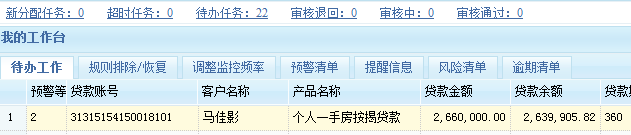 新分配任务：0 超时任务：0 待办任务：22 审核退回：0 审核中：0 审核通过：0
我的工作台
待办工作 规则排除/恢复 调整监控频率 预警清单 提醒信息 风险清单 逾期清单
预警等 贷款账号 客户名称 产品名称 贷款金额 贷款余额 贷款期
1 2 31315154150018101 马佳影 个人一手房按揭贷款 2,660,000.00 2,639,905.82 360